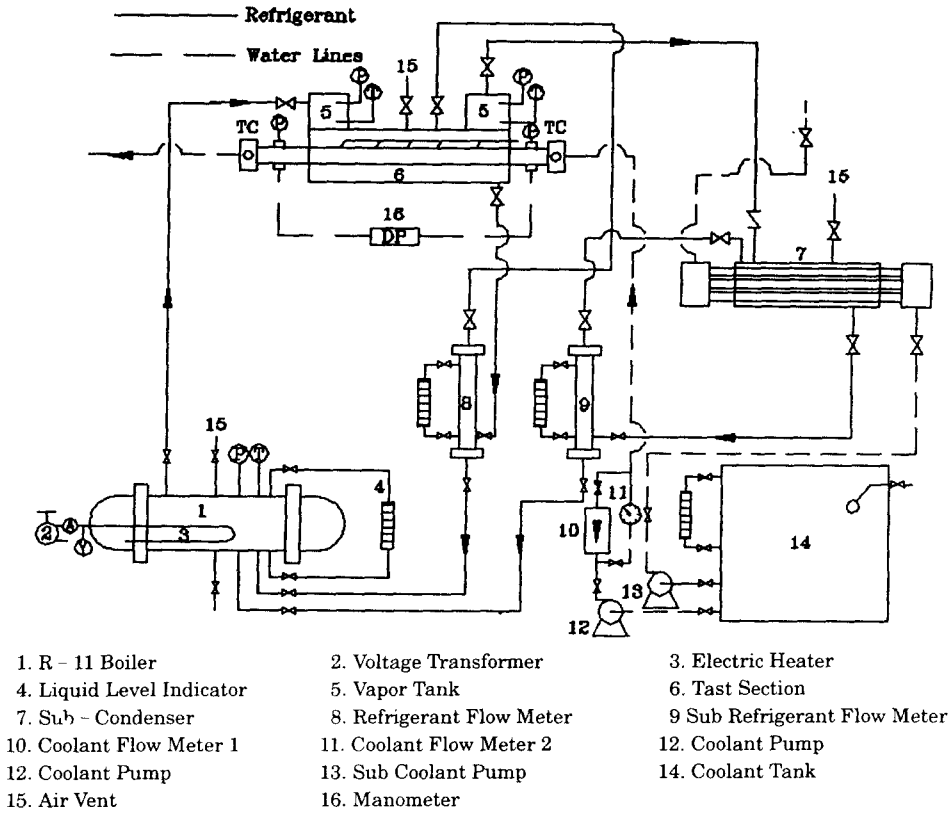 Refrigerant
Water Lines
15
P
T
5
5
P
T
P
P
TC
TC
6
16
DP
15
7
8
9
15
P
T
4
1
2
A
V
3
10
11
12
13
14
1. R - 11 Boiler
2. Voltage Transformer
3. Electric Heater
4. Liquid Level Indicator
5. Vapor Tank
6. Tast Section
7. Sub - Condenser
8. Refrigerant Flow Meter
9 Sub Refrigerant Flow Meter
10. Coolant Flow Meter 1
11. Coolant Flow Meter 2
12. Coolant Pump
12. Coolant Pump
13. Sub Coolant Pump
14. Coolant Tank
15. Air Vent
16. Manometer